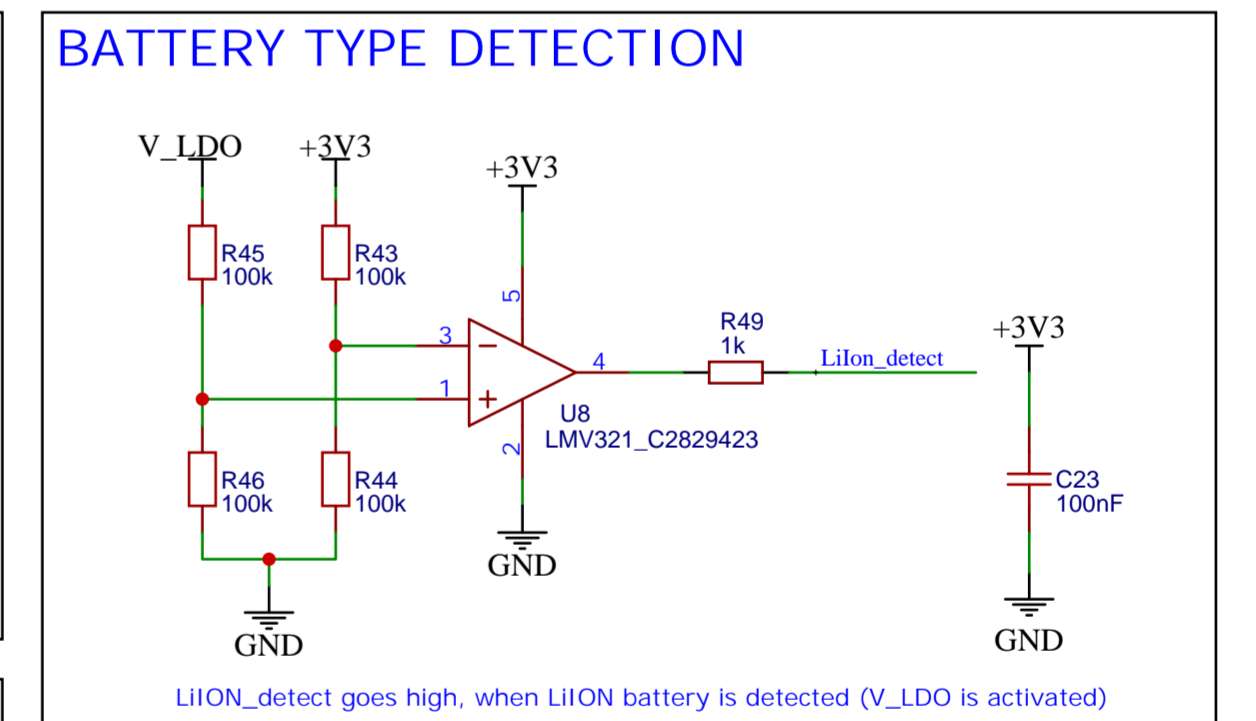 BATTERY TYPE DETECTION
V_LDO
+3V3
+3V3
R45
100k
R43
100k
5
3
1
4
2
U8
LMV321_C2829423
R49
1k
LiIon_detect
+3V3
R46
100k
R44
100k
C23
100nF
GND
GND
GND
LiION_detect goes high, when LiION battery is detected (V_LDO is activated)